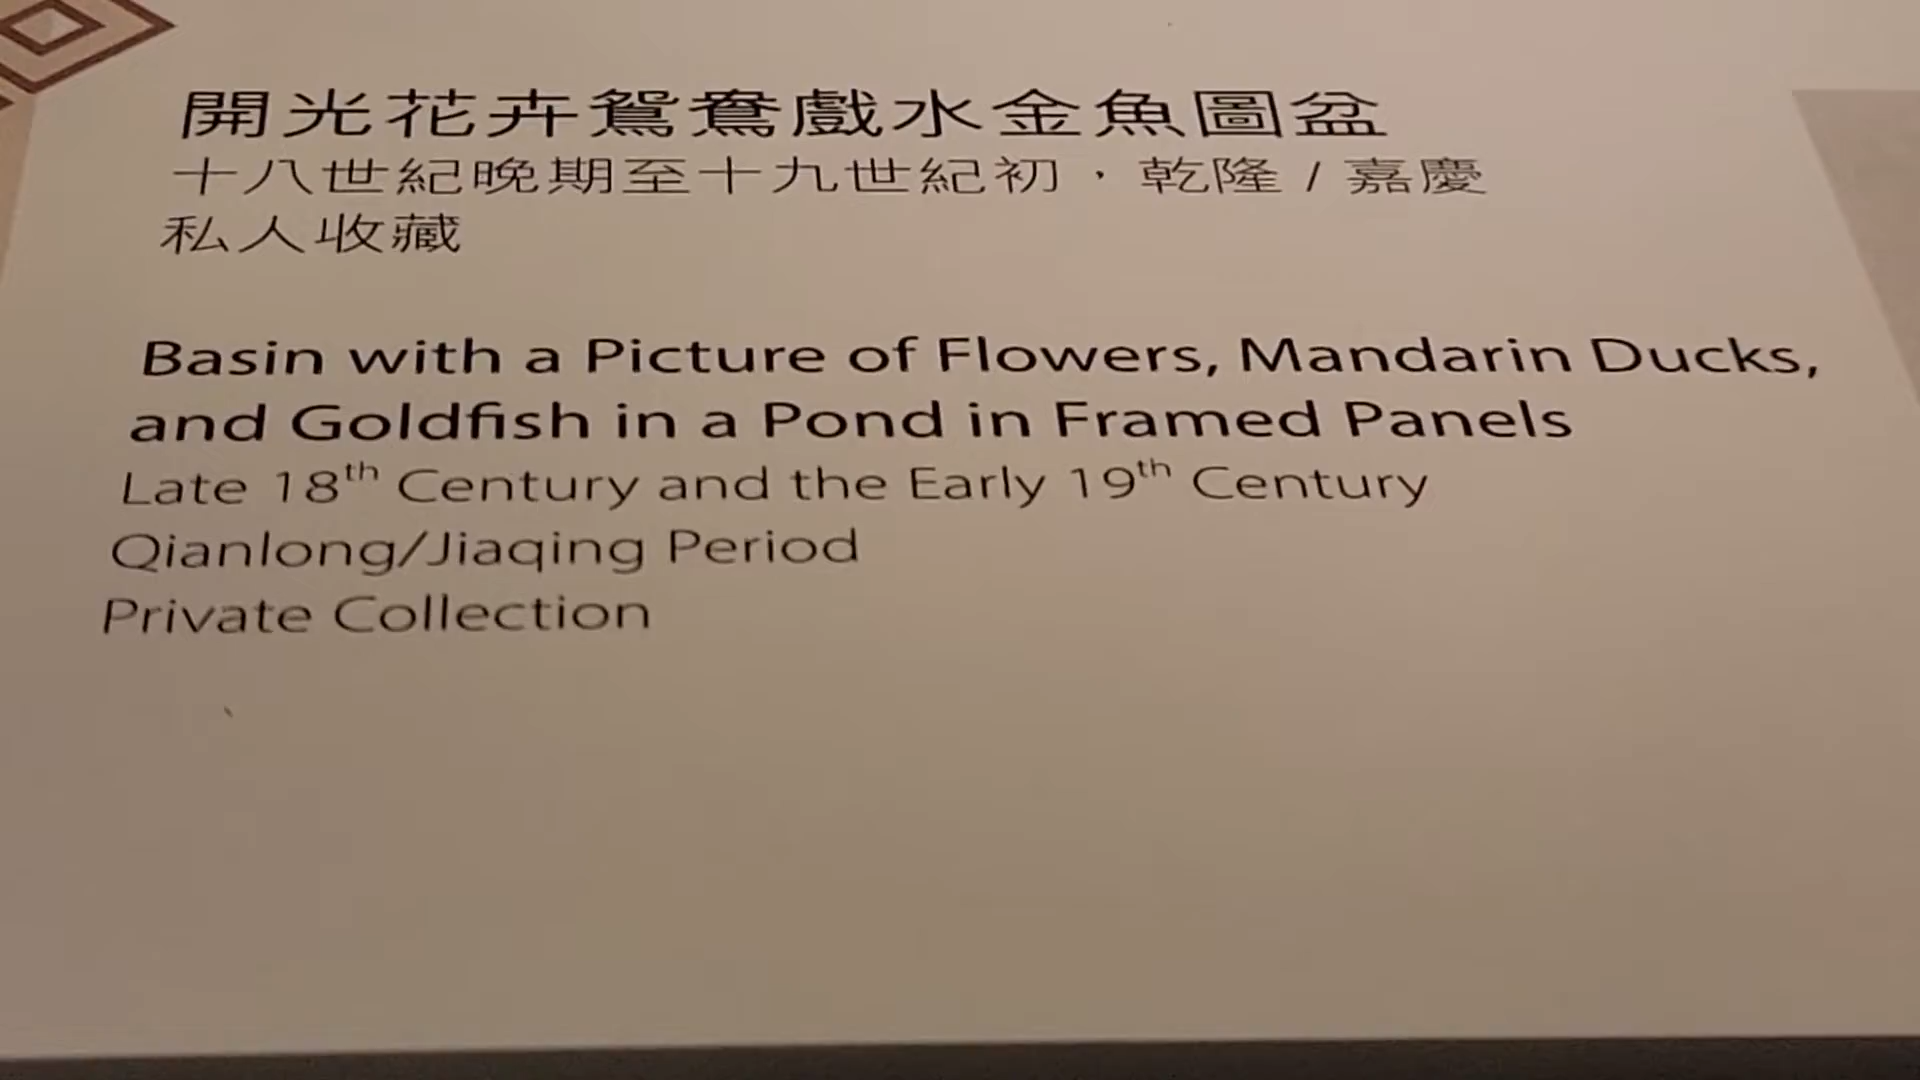 開光花卉鴛鴦戲水金魚圖盆
十八世紀晚期至十九世紀初，乾隆 / 嘉慶
私人收藏
Basin with a Picture of Flowers, Mandarin Ducks,
and Goldfish in a Pond in Framed Panels
Late 18th Century and the Early 19th Century
Qianlong/Jiaqing Period
Private Collection